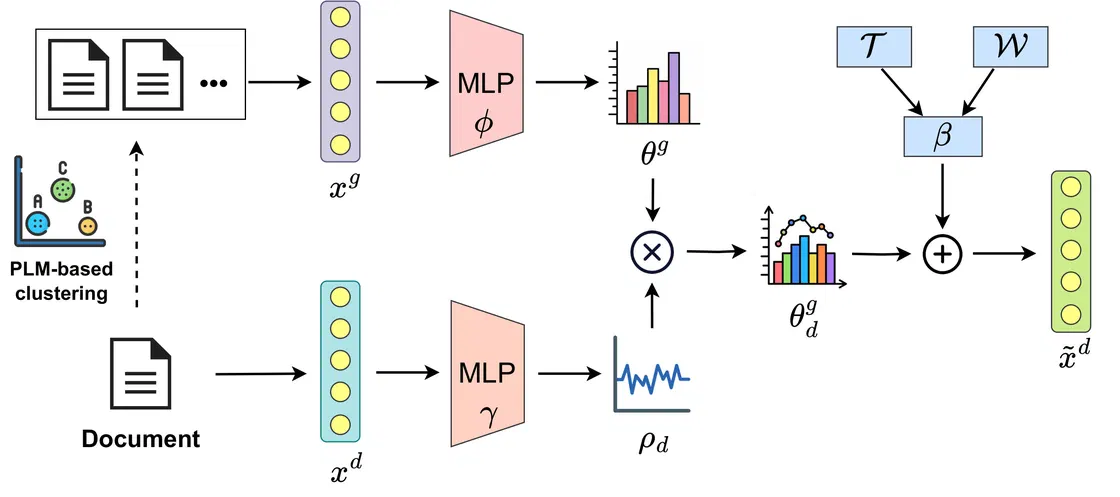 x^g
MLP
ϕ
θ^g
𝒯
𝒲
β
C
A
B
PLM-based
clustering
θ_d^g
x̃^d
MLP
γ
ρ_d
Document
x^d